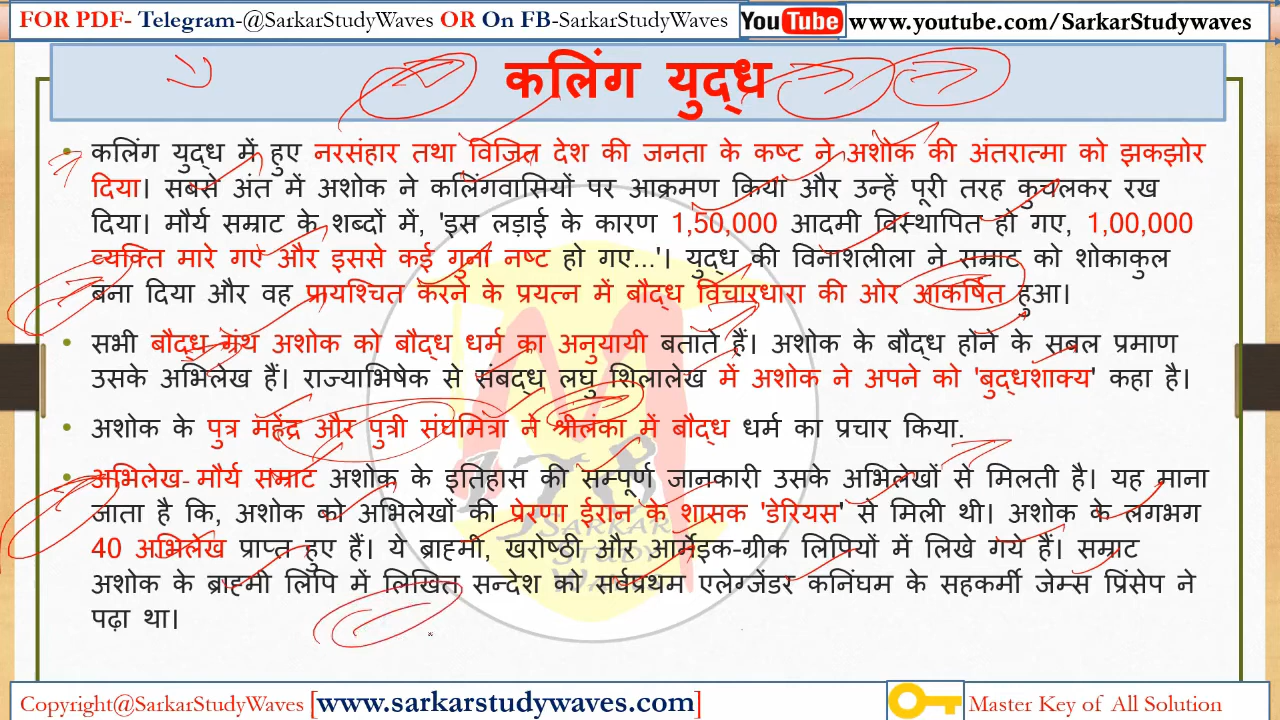 FOR PDF- Telegram-@SarkarStudyWaves OR On FB-SarkarStudyWaves YouTube www.youtube.com/SarkarStudywaves
कलिंग युद्ध
• कलिंग युद्ध में हुए नरसंहार तथा विजित देश की जनता के कष्ट ने अशोक की अंतरात्मा को झकझोर
दिया। सबसे अंत में अशोक ने कलिंगवासियों पर आक्रमण किया और उन्हें पूरी तरह कुचलकर रख
दिया। मौर्य सम्राट के शब्दों में, 'इस लड़ाई के कारण 1,50,000 आदमी विस्थापित हो गए, 1,00,000
व्यक्ति मारे गए और इससे कई गुना नष्ट हो गए...'। युद्ध की विनाशलीला ने सम्राट को शोकाकुल
बना दिया और वह प्रायश्चित करने के प्रयत्न में बौद्ध विचारधारा की ओर आकर्षित हुआ।
• सभी बौद्ध ग्रंथ अशोक को बौद्ध धर्म का अनुयायी बताते हैं। अशोक के बौद्ध होने के सबल प्रमाण
उसके अभिलेख हैं। राज्याभिषेक से संबद्ध लघु शिलालेख में अशोक ने अपने को 'बुद्धशाक्य' कहा है।
• अशोक के पुत्र महेंद्र और पुत्री संघमित्रा ने श्रीलंका में बौद्ध धर्म का प्रचार किया.
• अभिलेख- मौर्य सम्राट अशोक के इतिहास की सम्पूर्ण जानकारी उसके अभिलेखों से मिलती है। यह माना
जाता है कि, अशोक को अभिलेखों की प्रेरणा ईरान के शासक 'डेरियस' से मिली थी। अशोक के लगभग
40 अभिलेख प्राप्त हुए हैं। ये ब्राह्मी, खरोष्ठी और आर्मेइक-ग्रीक लिपियों में लिखे गये हैं। सम्राट
अशोक के ब्राह्मी लिपि में लिखित सन्देश को सर्वप्रथम एलेग्जेंडर कनिंघम के सहकर्मी जेम्स प्रिंसेप ने
पढ़ा था।
SARKAR
STUDY
Copyright@SarkarStudyWaves [www.sarkarstudywaves.com] Master Key of All Solution